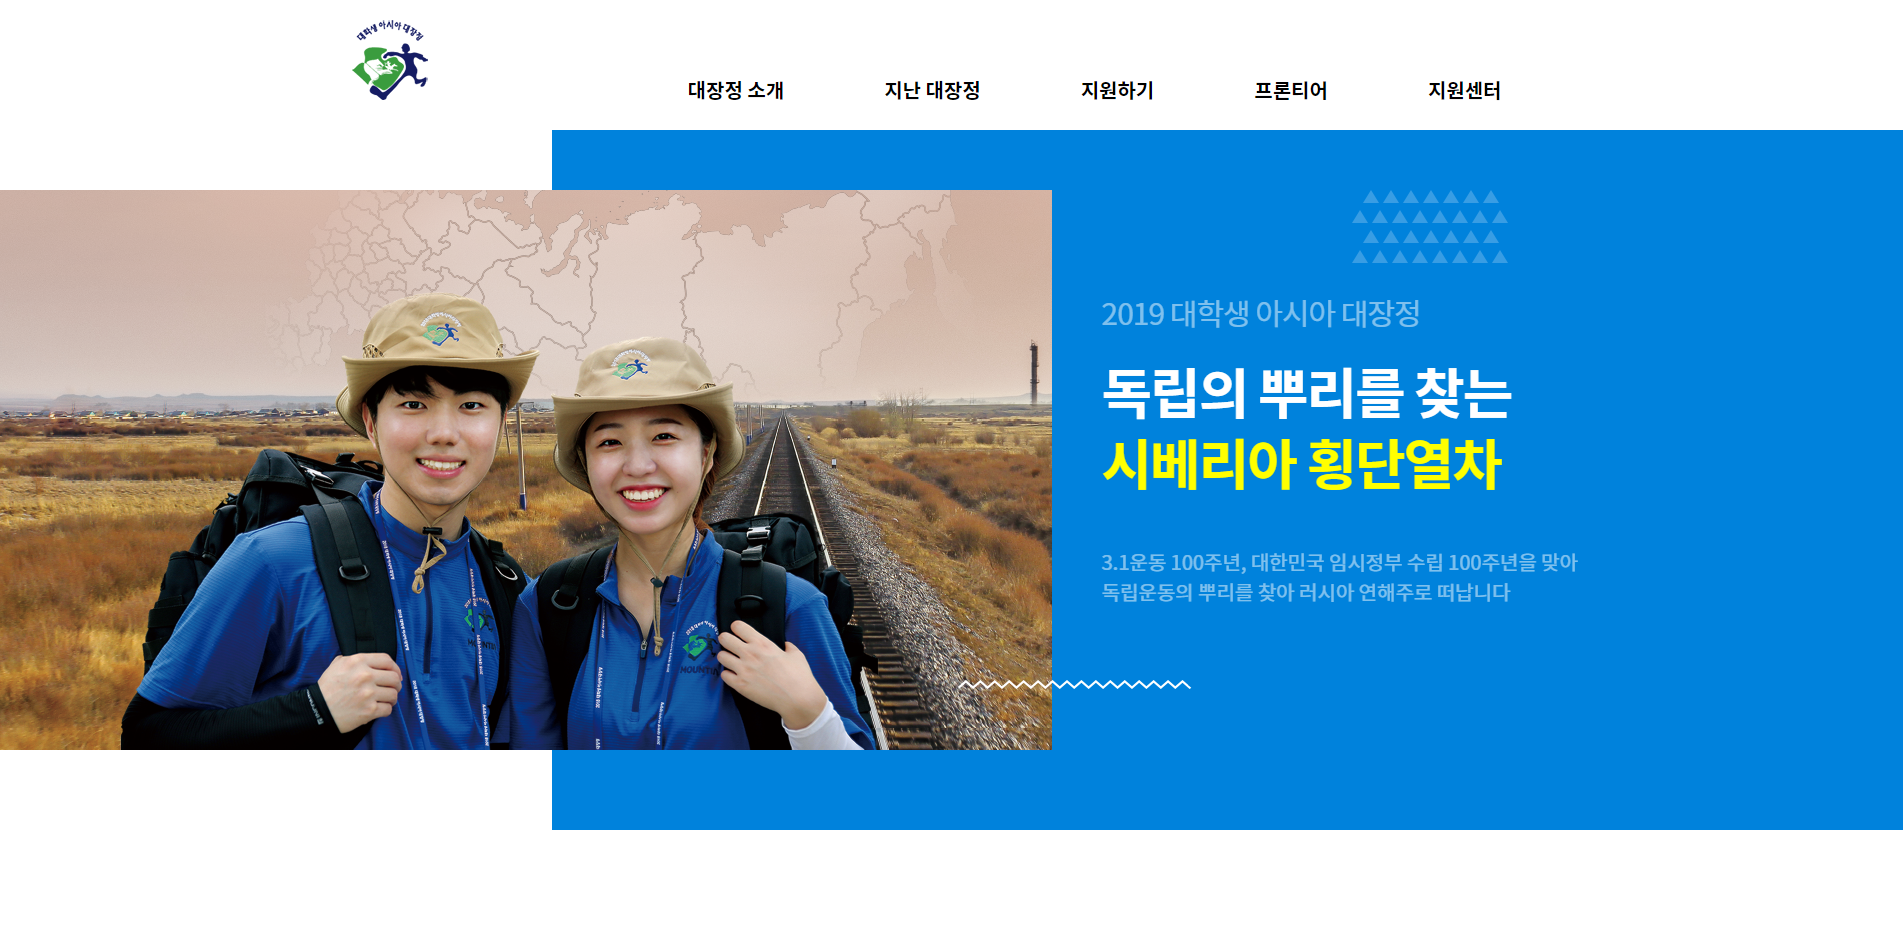 대학생 아시아 대장정
대장정 소개
지난 대장정
지원하기
프론티어
지원센터
2019 대학생 아시아 대장정
독립의 뿌리를 찾는
시베리아 횡단열차
3.1운동 100주년, 대한민국 임시정부 수립 100주년을 맞아
독립운동의 뿌리를 찾아 러시아 연해주로 떠납니다